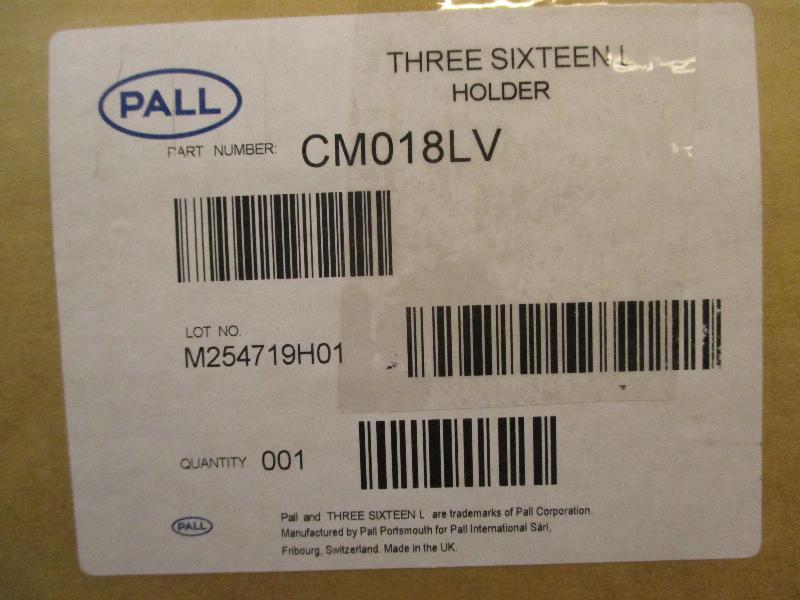 THREE SIXTEEN L
HOLDER
PALL
PART NUMBER: CM018LV
LOT NO.
M254719H01
QUANTITY 001
PALL
Pall and THREE SIXTEEN L are trademarks of Pall Corporation.
Manufactured by Pall Portsmouth for Pall International Sàrl,
Fribourg, Switzerland. Made in the UK.